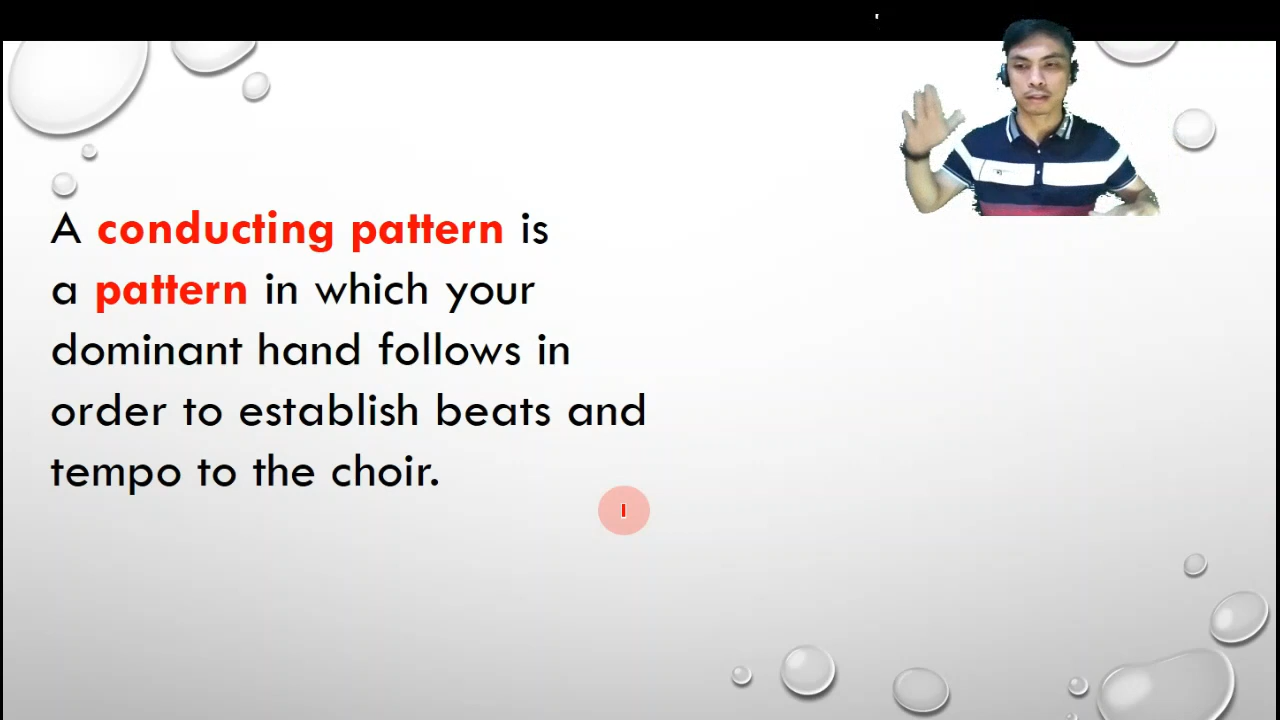 A conducting pattern is
a pattern in which your
dominant hand follows in
order to establish beats and
tempo to the choir.